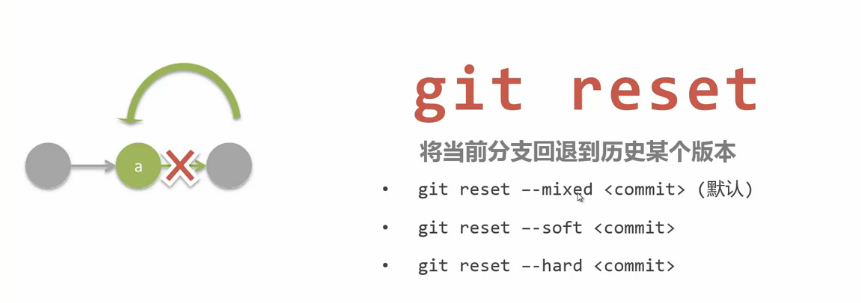 git reset
将当前分支回退到历史某个版本
a
• git reset --mixed <commit> (默认)
• git reset --soft <commit>
• git reset --hard <commit>